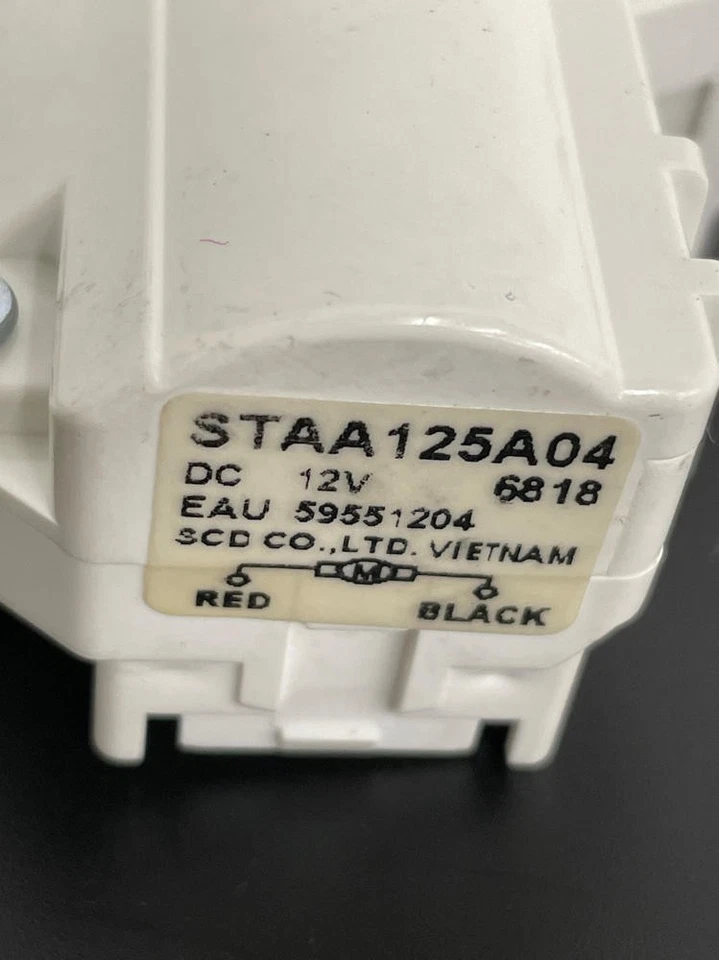 STAA125A04
DC 12V 6818
EAU 59551204
SCD CO.,LTD. VIETNAM
M
RED BLACK